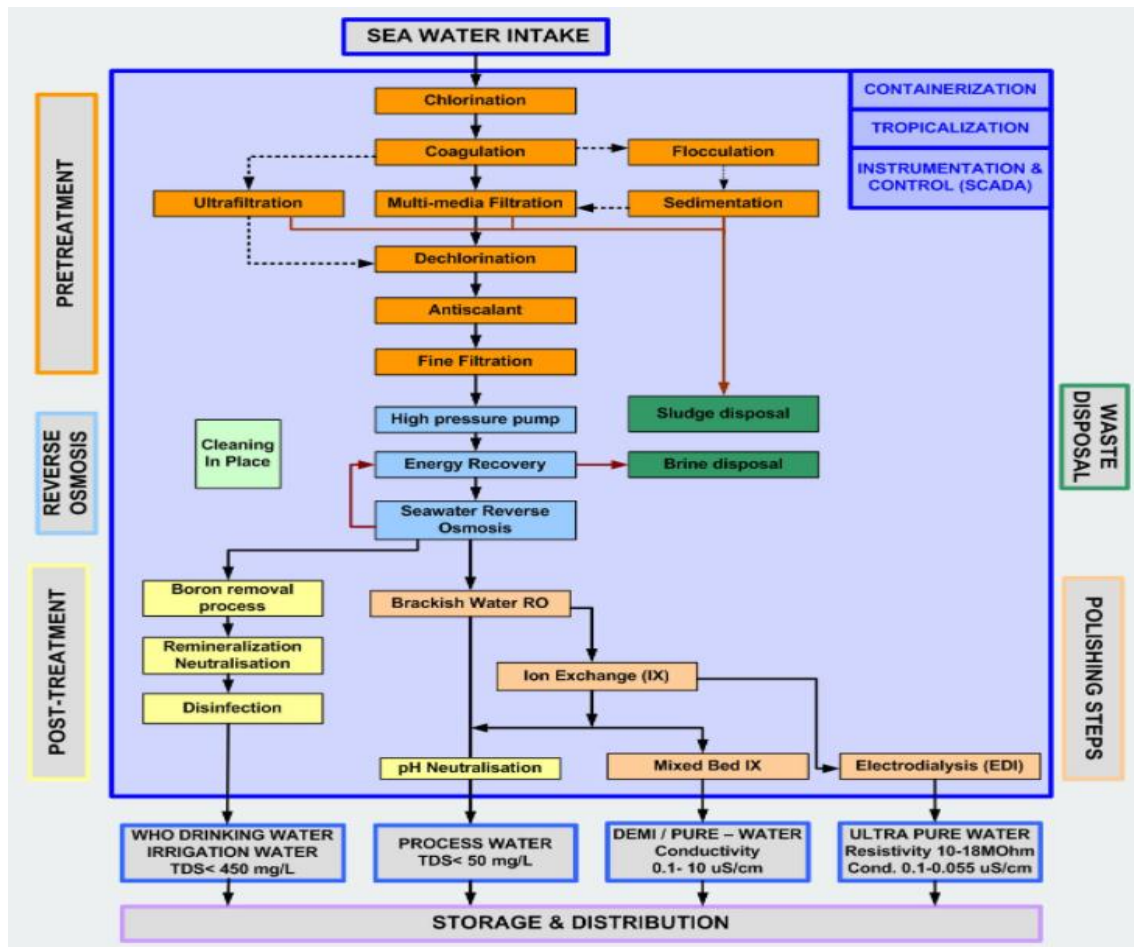 SEA WATER INTAKE
CONTAINERIZATION
TROPICALIZATION
INSTRUMENTATION &
CONTROL (SCADA)
PRETREATMENT
Chlorination
Coagulation
Flocculation
Ultrafiltration
Multi-media Filtration
Sedimentation
Dechlorination
Antiscalant
Fine Filtration
REVERSE
OSMOSIS
Cleaning
In Place
High pressure pump
Sludge disposal
Energy Recovery
Brine disposal
Seawater Reverse
Osmosis
WASTE
DISPOSAL
POST-TREATMENT
Boron removal
process
Brackish Water RO
Remineralization
Neutralisation
Ion Exchange (IX)
Disinfection
pH Neutralisation
Mixed Bed IX
Electrodialysis (EDI)
POLISHING STEPS
WHO DRINKING WATER
IRRIGATION WATER
TDS< 450 mg/L
PROCESS WATER
TDS< 50 mg/L
DEMI / PURE – WATER
Conductivity
0.1- 10 uS/cm
ULTRA PURE WATER
Resistivity 10-18MOhm
Cond. 0.1-0.055 uS/cm
STORAGE & DISTRIBUTION